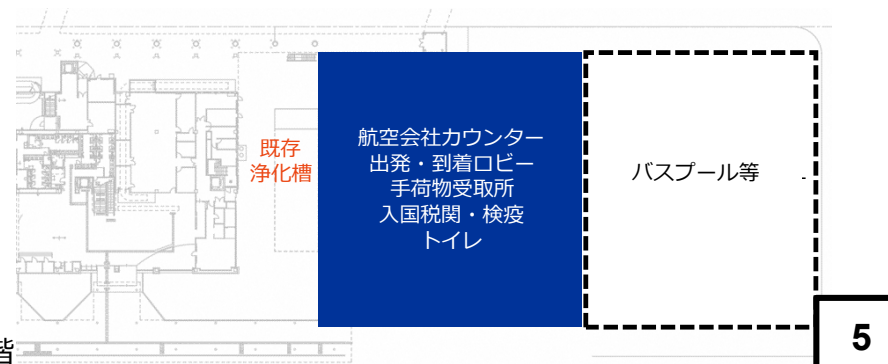 既存
浄化槽
航空会社カウンター
出発・到着ロビー
手荷物受取所
入国税関・検疫
トイレ
バスプール等
階
5